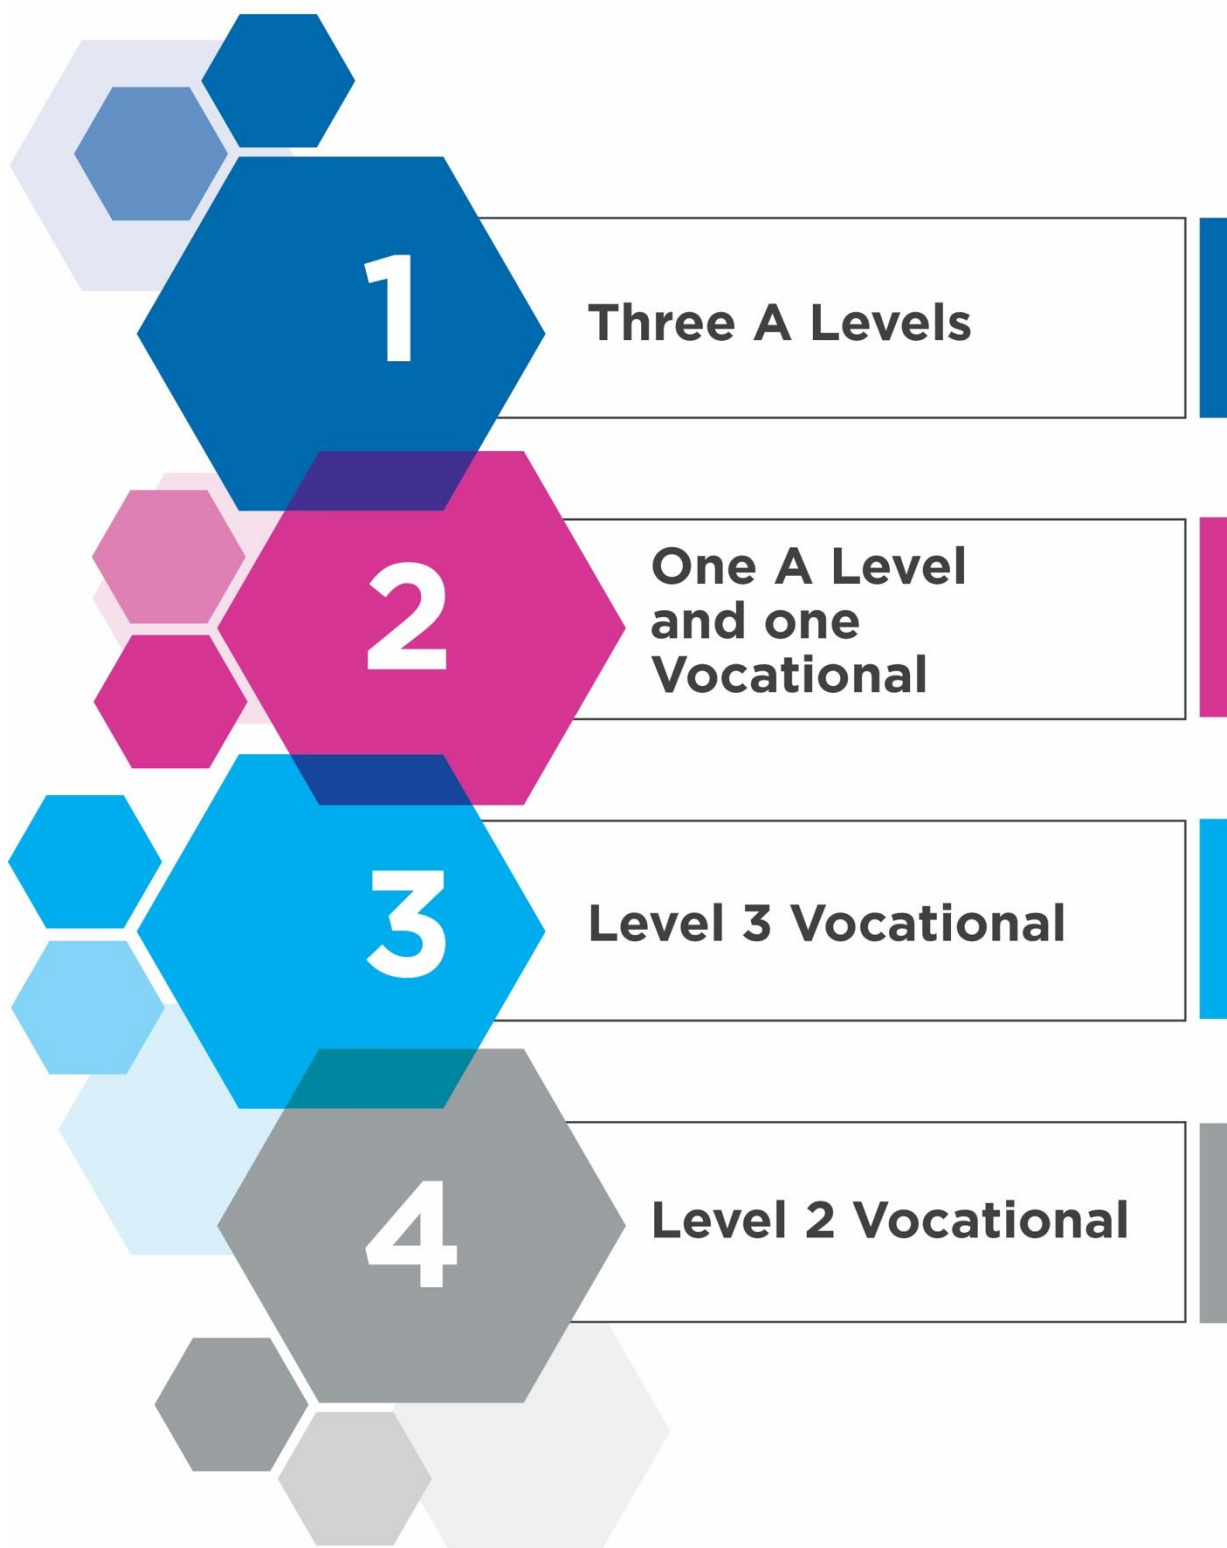 1
Three A Levels
2
One A Level
and one
Vocational
3
Level 3 Vocational
4
Level 2 Vocational